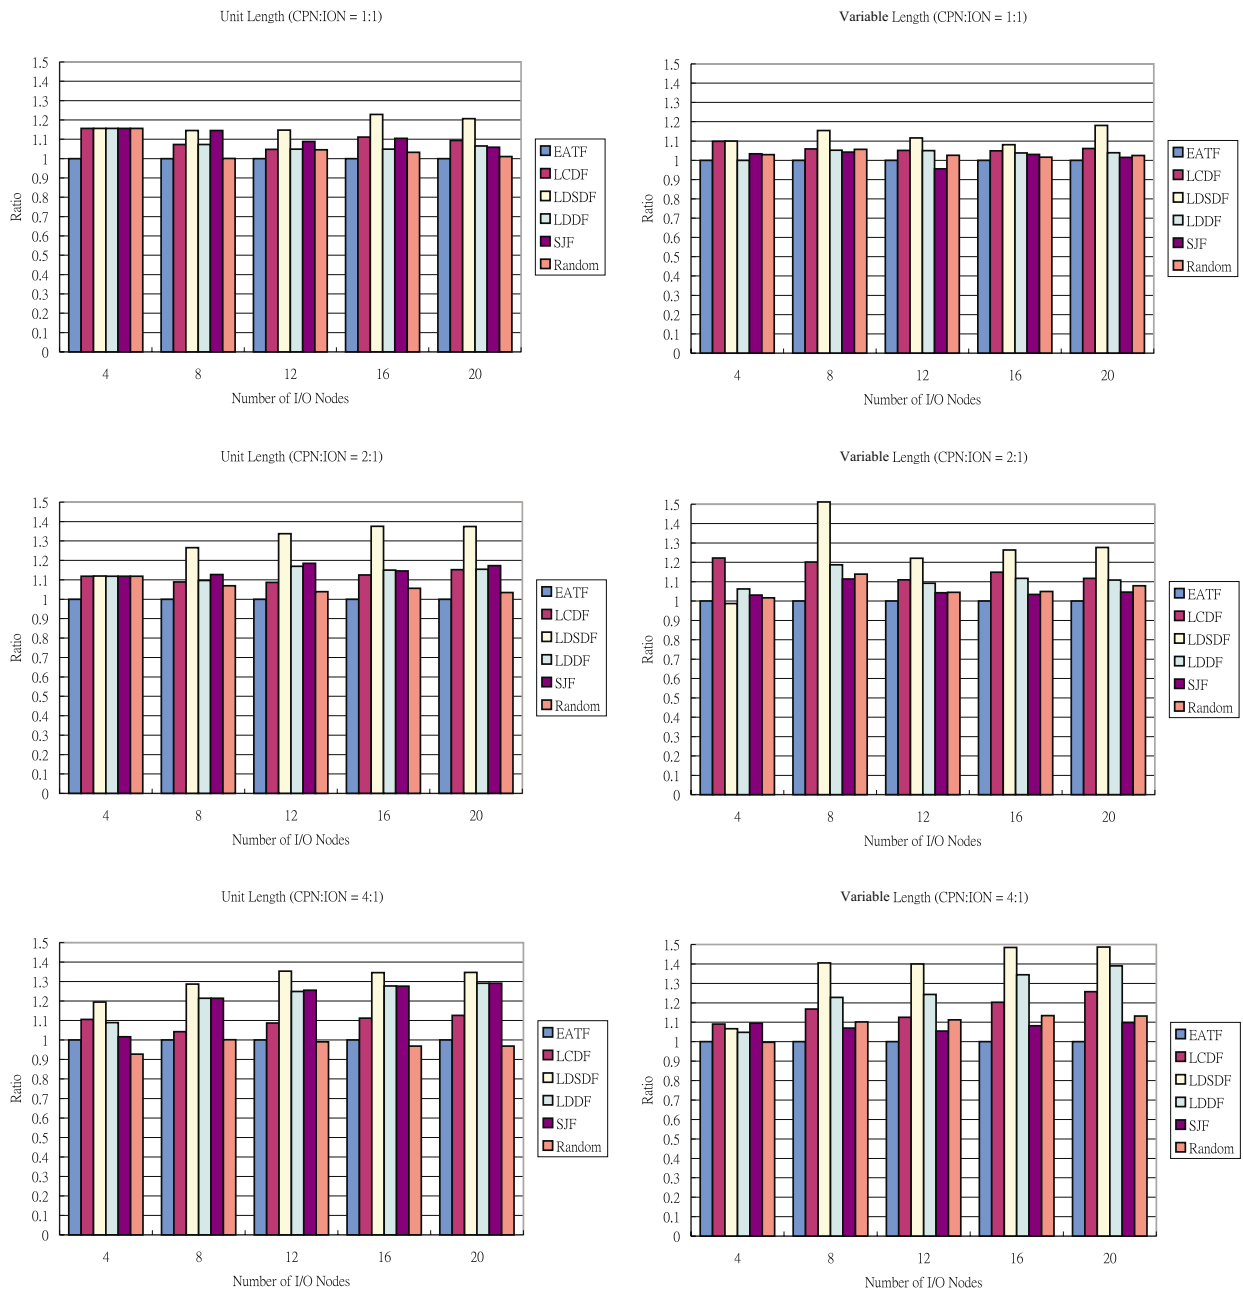 Unit Length (CPN:ION = 1:1)
1.5
1.4
1.3
1.2
1.1
1
0.9
0.8
0.7
0.6
0.5
0.4
0.3
0.2
0.1
0
Ratio
4 8 12 16 20
Number of I/O Nodes
EATF
LCDF
LDSDF
LDDF
SJF
Random
Variable Length (CPN:ION = 1:1)
1.5
1.4
1.3
1.2
1.1
1
0.9
0.8
0.7
0.6
0.5
0.4
0.3
0.2
0.1
0
Ratio
4 8 12 16 20
Number of I/O Nodes
EATF
LCDF
LDSDF
LDDF
SJF
Random
Unit Length (CPN:ION = 2:1)
1.5
1.4
1.3
1.2
1.1
1
0.9
0.8
0.7
0.6
0.5
0.4
0.3
0.2
0.1
0
Ratio
4 8 12 16 20
Number of I/O Nodes
EATF
LCDF
LDSDF
LDDF
SJF
Random
Variable Length (CPN:ION = 2:1)
1.5
1.4
1.3
1.2
1.1
1
0.9
0.8
0.7
0.6
0.5
0.4
0.3
0.2
0.1
0
Ratio
4 8 12 16 20
Number of I/O Nodes
EATF
LCDF
LDSDF
LDDF
SJF
Random
Unit Length (CPN:ION = 4:1)
1.5
1.4
1.3
1.2
1.1
1
0.9
0.8
0.7
0.6
0.5
0.4
0.3
0.2
0.1
0
Ratio
4 8 12 16 20
Number of I/O Nodes
EATF
LCDF
LDSDF
LDDF
SJF
Random
Variable Length (CPN:ION = 4:1)
1.5
1.4
1.3
1.2
1.1
1
0.9
0.8
0.7
0.6
0.5
0.4
0.3
0.2
0.1
0
Ratio
4 8 12 16 20
Number of I/O Nodes
EATF
LCDF
LDSDF
LDDF
SJF
Random